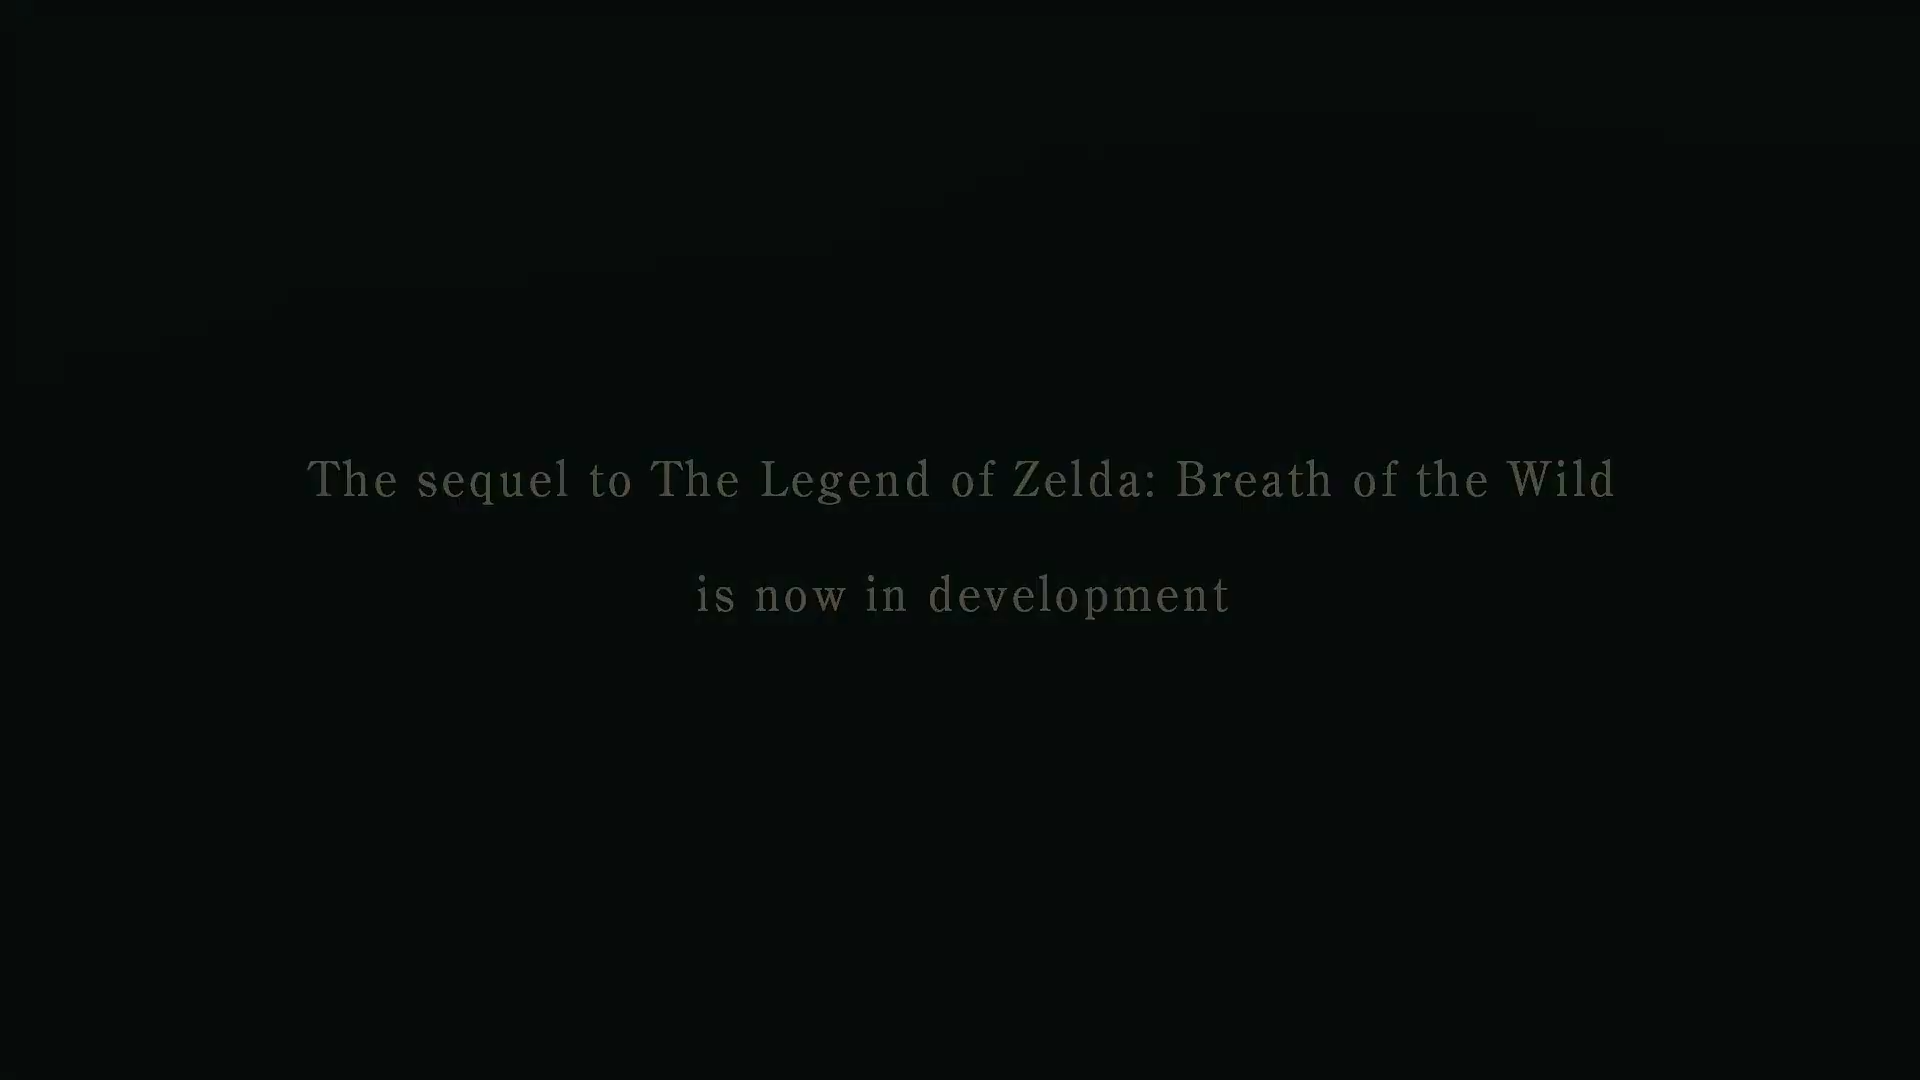 The sequel to The Legend of Zelda: Breath of the Wild
is now in development